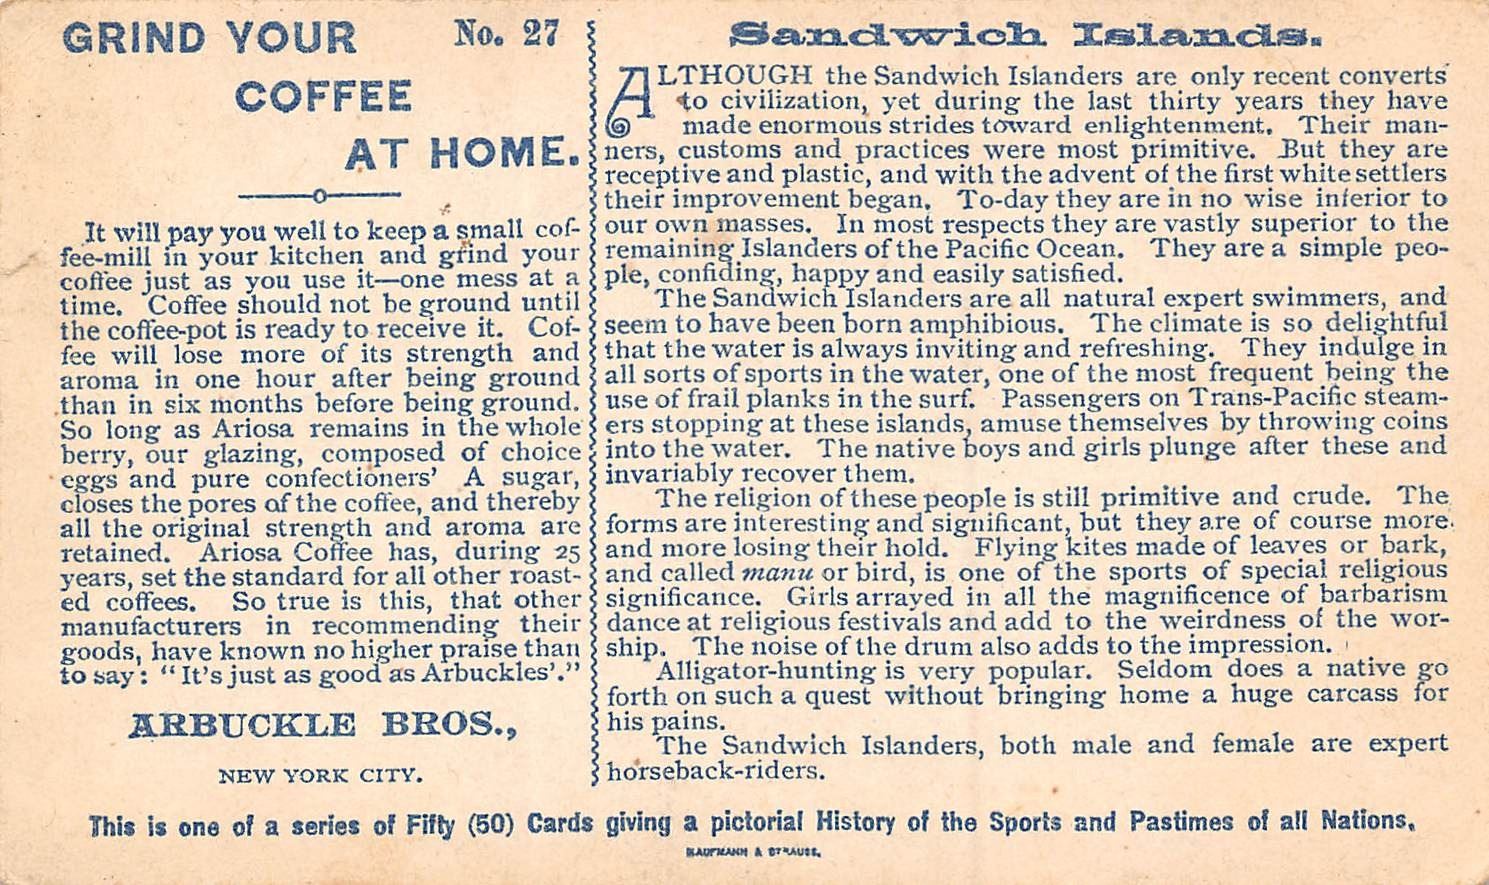 GRIND YOUR
COFFEE
AT HOME.
No. 27
It will pay you well to keep a small cof-
fee-mill in your kitchen and grind your
coffee just as you use it—one mess at a
time. Coffee should not be ground until
the coffee-pot is ready to receive it. Cof-
fee will lose more of its strength and
aroma in one hour after being ground
than in six months before being ground.
So long as Ariosa remains in the whole
berry, our glazing, composed of choice
eggs and pure confectioners' A sugar,
closes the pores of the coffee, and thereby
all the original strength and aroma are
retained. Ariosa Coffee has, during 25
years, set the standard for all other roast-
ed coffees. So true is this, that other
manufacturers in recommending their
goods, have known no higher praise than
to say: "It's just as good as Arbuckles'."
ARBUCKLE BROS.,
NEW YORK CITY.
Sandwich Islands.
ALTHOUGH the Sandwich Islanders are only recent converts
to civilization, yet during the last thirty years they have
made enormous strides toward enlightenment. Their man-
ners, customs and practices were most primitive. But they are
receptive and plastic, and with the advent of the first white settlers
their improvement began. To-day they are in no wise inferior to
our own masses. In most respects they are vastly superior to the
remaining Islanders of the Pacific Ocean. They are a simple peo-
ple, confiding, happy and easily satisfied.
The Sandwich Islanders are all natural expert swimmers, and
seem to have been born amphibious. The climate is so delightful
that the water is always inviting and refreshing. They indulge in
all sorts of sports in the water, one of the most frequent being the
use of frail planks in the surf. Passengers on Trans-Pacific steam-
ers stopping at these islands, amuse themselves by throwing coins
into the water. The native boys and girls plunge after these and
invariably recover them.
The religion of these people is still primitive and crude. The
forms are interesting and significant, but they are of course more
and more losing their hold. Flying kites made of leaves or bark,
and called manu or bird, is one of the sports of special religious
significance. Girls arrayed in all the magnificence of barbarism
dance at religious festivals and add to the weirdness of the wor-
ship. The noise of the drum also adds to the impression.
Alligator-hunting is very popular. Seldom does a native go
forth on such a quest without bringing home a huge carcass for
his pains.
The Sandwich Islanders, both male and female are expert
horseback-riders.
This is one of a series of Fifty (50) Cards giving a pictorial History of the Sports and Pastimes of all Nations.
KAUFMANN & STRAUSS.